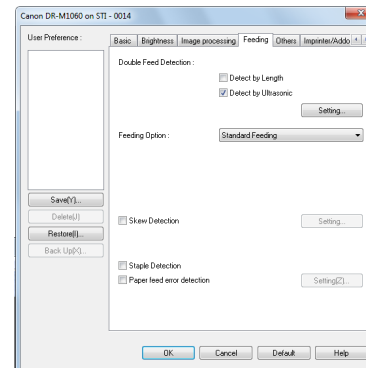 Canon DR-M1060 on STI - 0014
User Preference :
Basic Brightness Image processing Feeding Others Imprinter/Addo
Double Feed Detection :
Detect by Length
Detect by Ultrasonic
Setting...
Feeding Option : Standard Feeding
Save(Y)...
Delete(J)
Restore(I)...
Back Up(X)...
Skew Detection Setting...
Staple Detection
Paper feed error detection Setting(Z)...
OK Cancel Default Help